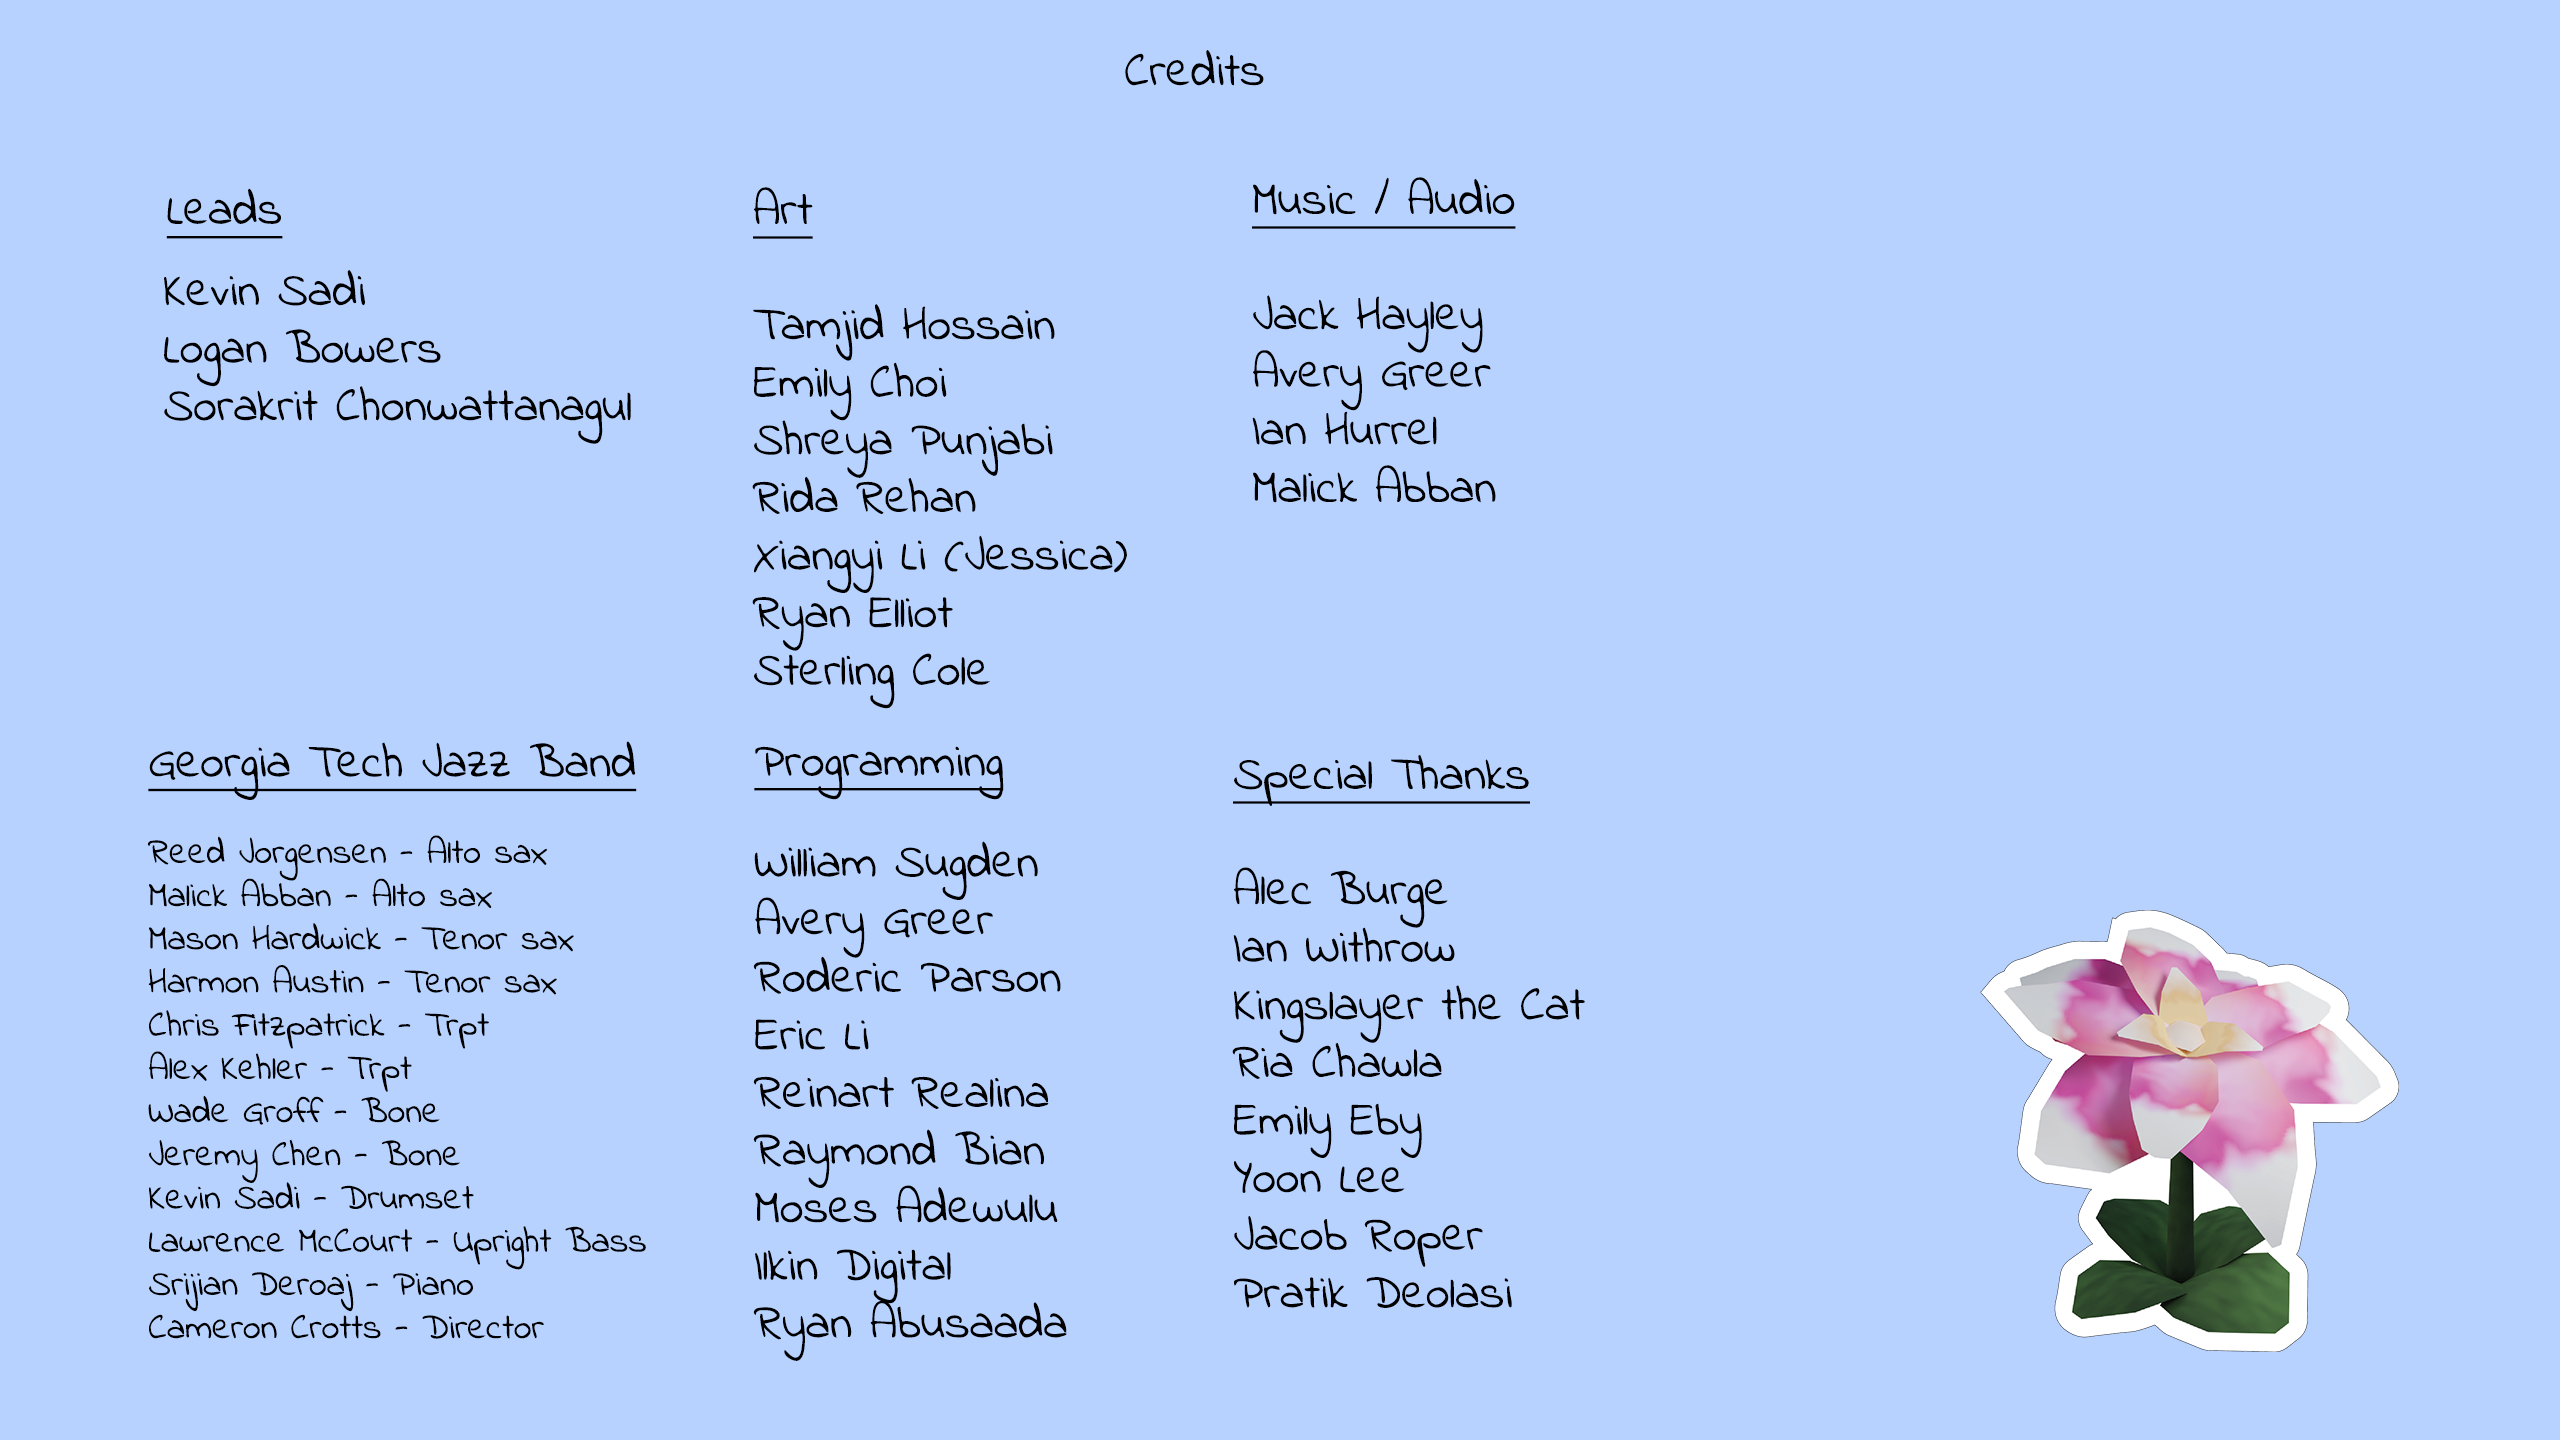 Credits
Leads
Kevin Sadi
Logan Bowers
Sorakrit Chonwattanagul
Art
Tamjid Hossain
Emily Choi
Shreya Punjabi
Rida Rehan
Xiangyi Li (Jessica)
Ryan Elliot
Sterling Cole
Music / Audio
Jack Hayley
Avery Greer
Ian Hurrel
Malick Abban
Georgia Tech Jazz Band
Reed Jorgensen - Alto sax
Malick Abban - Alto sax
Mason Hardwick - Tenor sax
Harmon Austin - Tenor sax
Chris Fitzpatrick - Trpt
Alex Kehler - Trpt
Wade Groff - Bone
Jeremy Chen - Bone
Kevin Sadi - Drumset
Lawrence McCourt - Upright Bass
Srijian Deroaj - Piano
Cameron Crotts - Director
Programming
William Sugden
Avery Greer
Roderic Parson
Eric Li
Reinart Realina
Raymond Bian
Moses Adewulu
Ilkin Digital
Ryan Abusaada
Special Thanks
Alec Burge
Ian Withrow
Kingslayer the Cat
Ria Chawla
Emily Eby
Yoon Lee
Jacob Roper
Pratik Deolasi